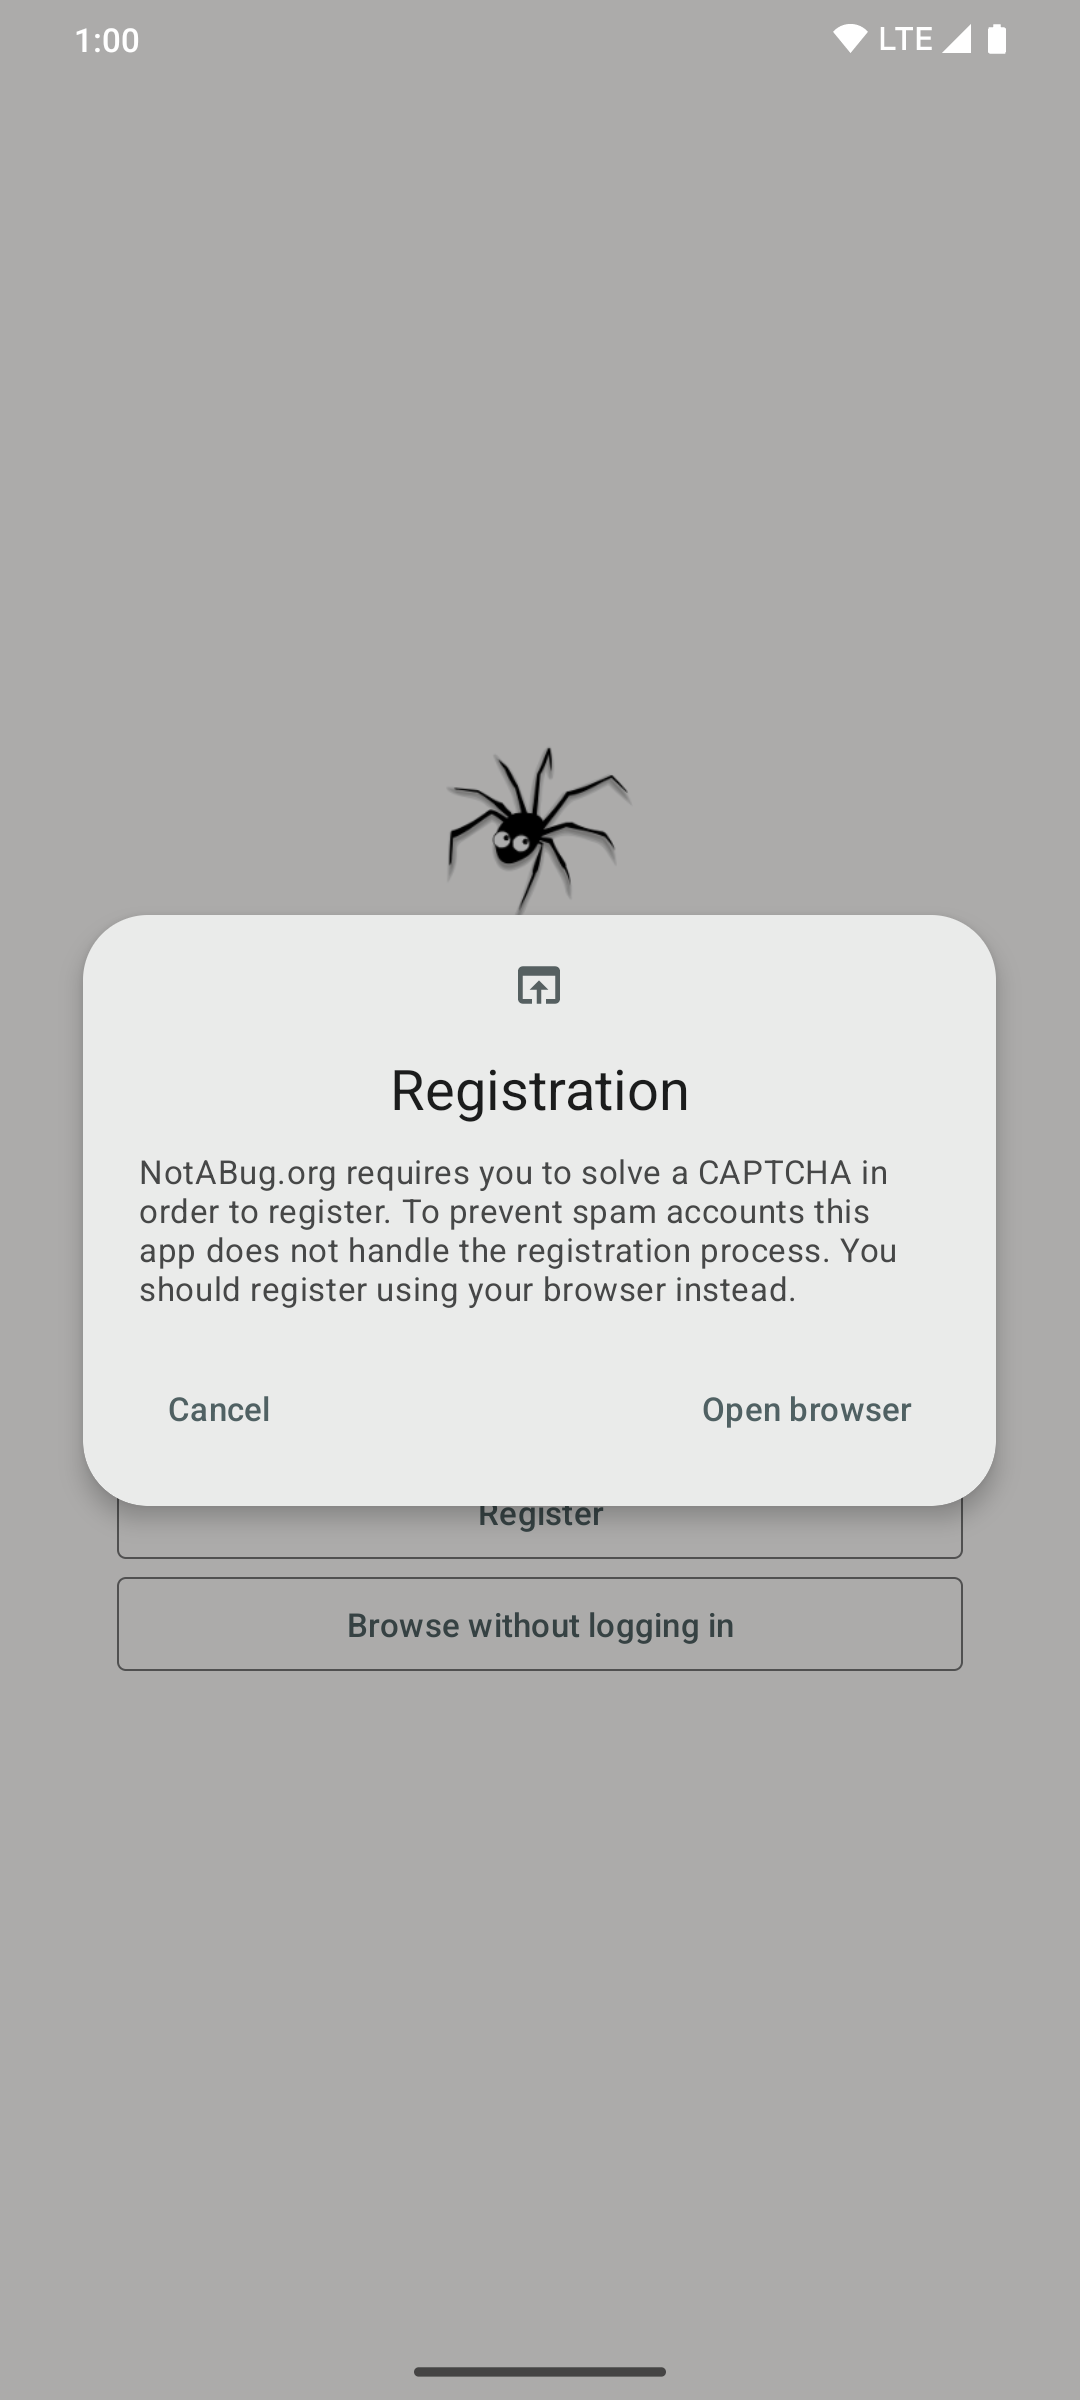 1:00 LTE
Registration
NotABug.org requires you to solve a CAPTCHA in
order to register. To prevent spam accounts this
app does not handle the registration process. You
should register using your browser instead.
Cancel Open browser
Register
Browse without logging in